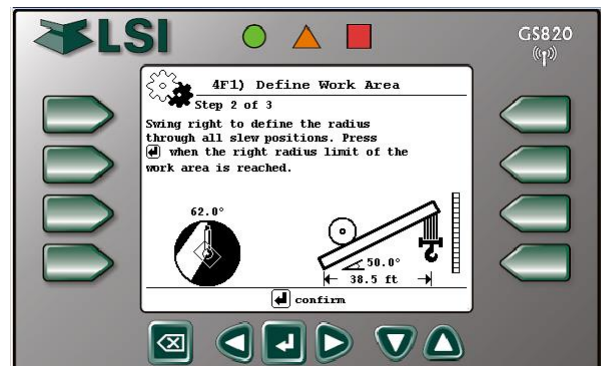 LSI
GS820
4F1) Define Work Area
Step 2 of 3
Swing right to define the radius
through all slew positions. Press
↵ when the right radius limit of the
work area is reached.
62.0°
50.0°
38.5 ft
↵ confirm